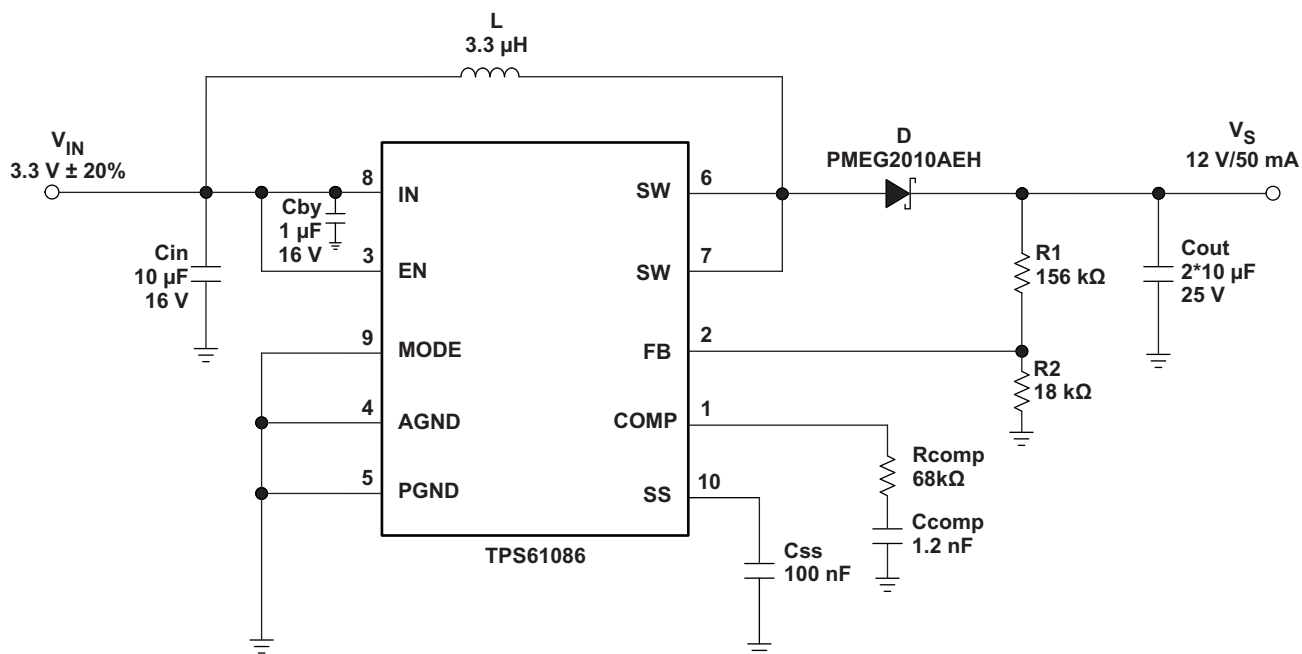 L
3.3 µH
V_IN
3.3 V ± 20%
D
PMEG2010AEH
V_S
12 V/50 mA
8
IN
SW
6
Cby
1 µF
16 V
Cin
10 µF
16 V
3
EN
SW
7
R1
156 kΩ
Cout
2*10 µF
25 V
9
MODE
FB
2
R2
18 kΩ
4
AGND
COMP
1
Rcomp
68kΩ
5
PGND
SS
10
Ccomp
1.2 nF
TPS61086
Css
100 nF